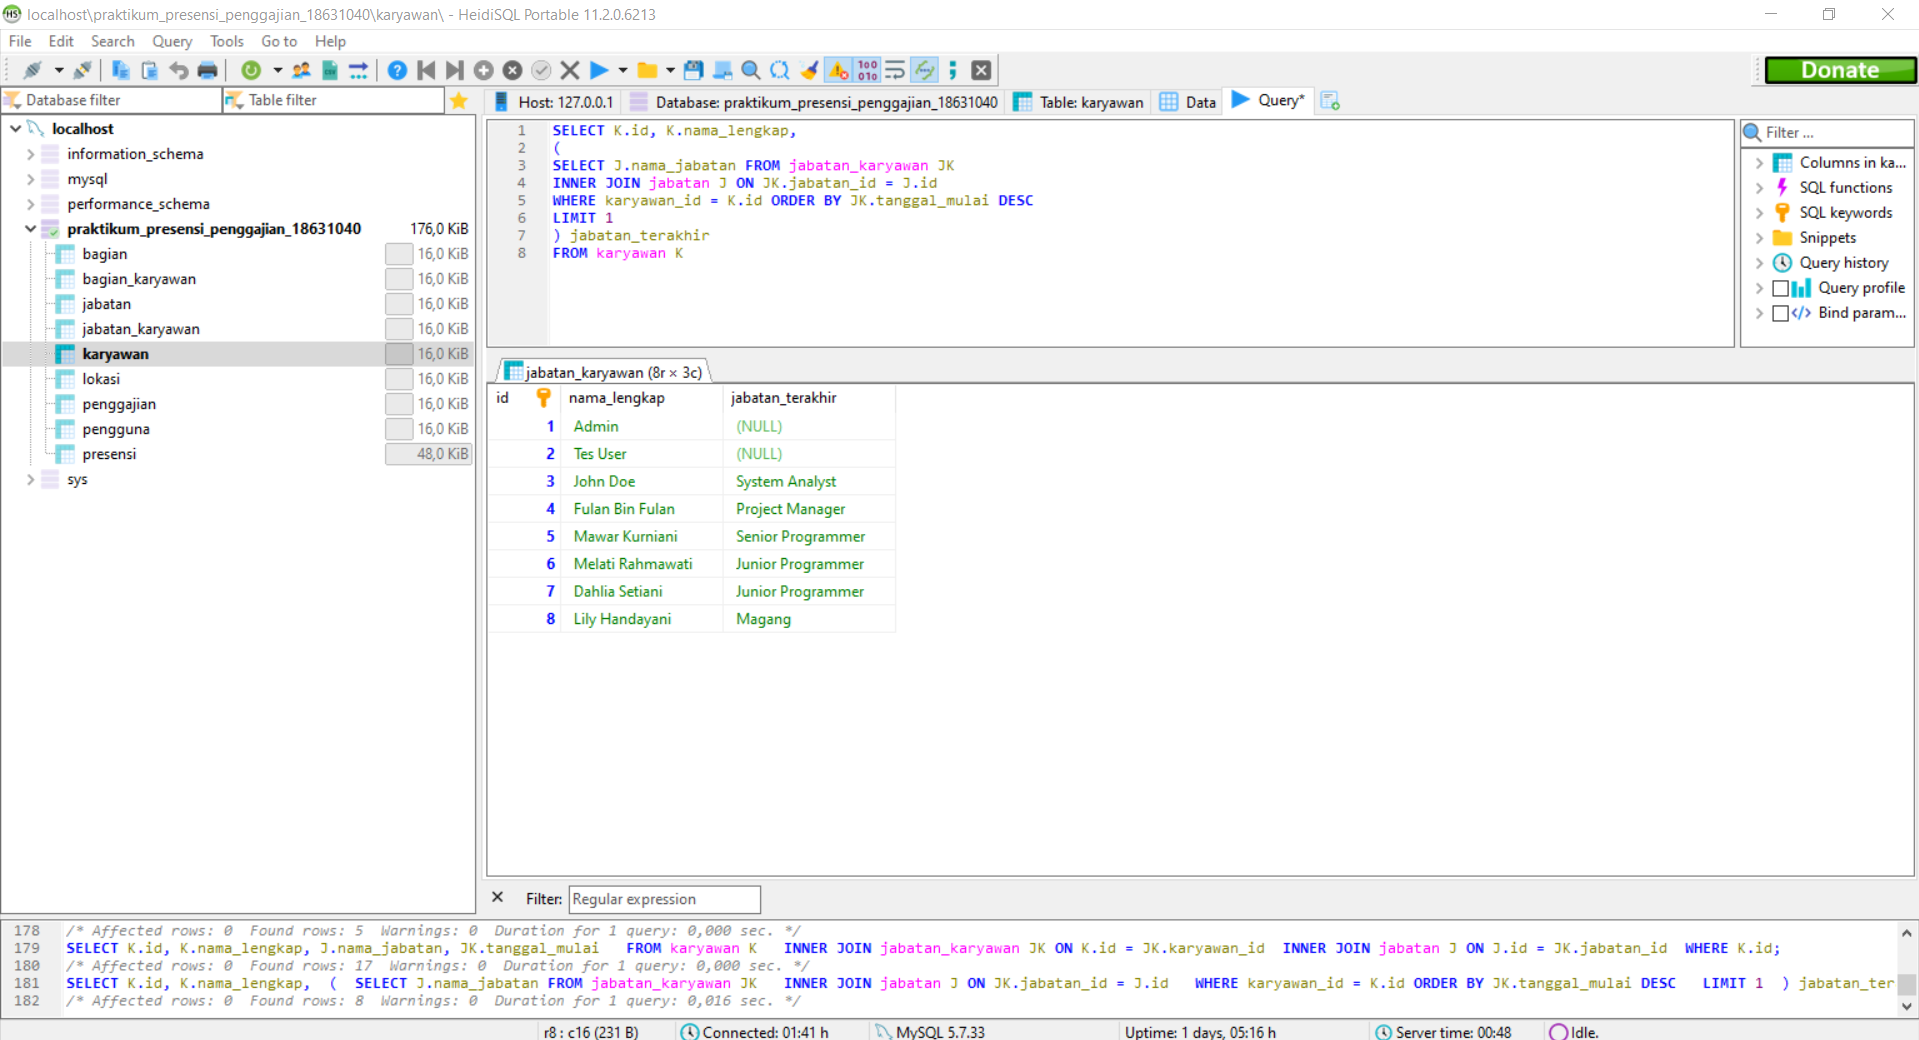 localhost\praktikum_presensi_penggajian_18631040\karyawan\ - HeidiSQL Portable 11.2.0.6213
File Edit Search Query Tools Go to Help
Donate
Database filter Table filter
Host: 127.0.0.1 Database: praktikum_presensi_penggajian_18631040 Table: karyawan Data Query*
localhost
information_schema
mysql
performance_schema
praktikum_presensi_penggajian_18631040 176,0 KiB
bagian 16,0 KiB
bagian_karyawan 16,0 KiB
jabatan 16,0 KiB
jabatan_karyawan 16,0 KiB
karyawan 16,0 KiB
lokasi 16,0 KiB
penggajian 16,0 KiB
pengguna 16,0 KiB
presensi 48,0 KiB
sys
1 SELECT K.id, K.nama_lengkap,
2 (
3 SELECT J.nama_jabatan FROM jabatan_karyawan JK
4 INNER JOIN jabatan J ON JK.jabatan_id = J.id
5 WHERE karyawan_id = K.id ORDER BY JK.tanggal_mulai DESC
6 LIMIT 1
7 ) jabatan_terakhir
8 FROM karyawan K
Filter ...
Columns in ka...
SQL functions
SQL keywords
Snippets
Query history
Query profile
Bind param...
jabatan_karyawan (8r × 3c)
id nama_lengkap jabatan_terakhir
1 Admin (NULL)
2 Tes User (NULL)
3 John Doe System Analyst
4 Fulan Bin Fulan Project Manager
5 Mawar Kurniani Senior Programmer
6 Melati Rahmawati Junior Programmer
7 Dahlia Setiani Junior Programmer
8 Lily Handayani Magang
Filter: Regular expression
178 /* Affected rows: 0 Found rows: 5 Warnings: 0 Duration for 1 query: 0,000 sec. */
179 SELECT K.id, K.nama_lengkap, J.nama_jabatan, JK.tanggal_mulai FROM karyawan K INNER JOIN jabatan_karyawan JK ON K.id = JK.karyawan_id INNER JOIN jabatan J ON J.id = JK.jabatan_id WHERE K.id;
180 /* Affected rows: 0 Found rows: 17 Warnings: 0 Duration for 1 query: 0,000 sec. */
181 SELECT K.id, K.nama_lengkap, ( SELECT J.nama_jabatan FROM jabatan_karyawan JK INNER JOIN jabatan J ON JK.jabatan_id = J.id WHERE karyawan_id = K.id ORDER BY JK.tanggal_mulai DESC LIMIT 1 ) jabatan_ter
182 /* Affected rows: 0 Found rows: 8 Warnings: 0 Duration for 1 query: 0,016 sec. */
r8 : c16 (231 B) Connected: 01:41 h MySQL 5.7.33 Uptime: 1 days, 05:16 h Server time: 00:48 Idle.